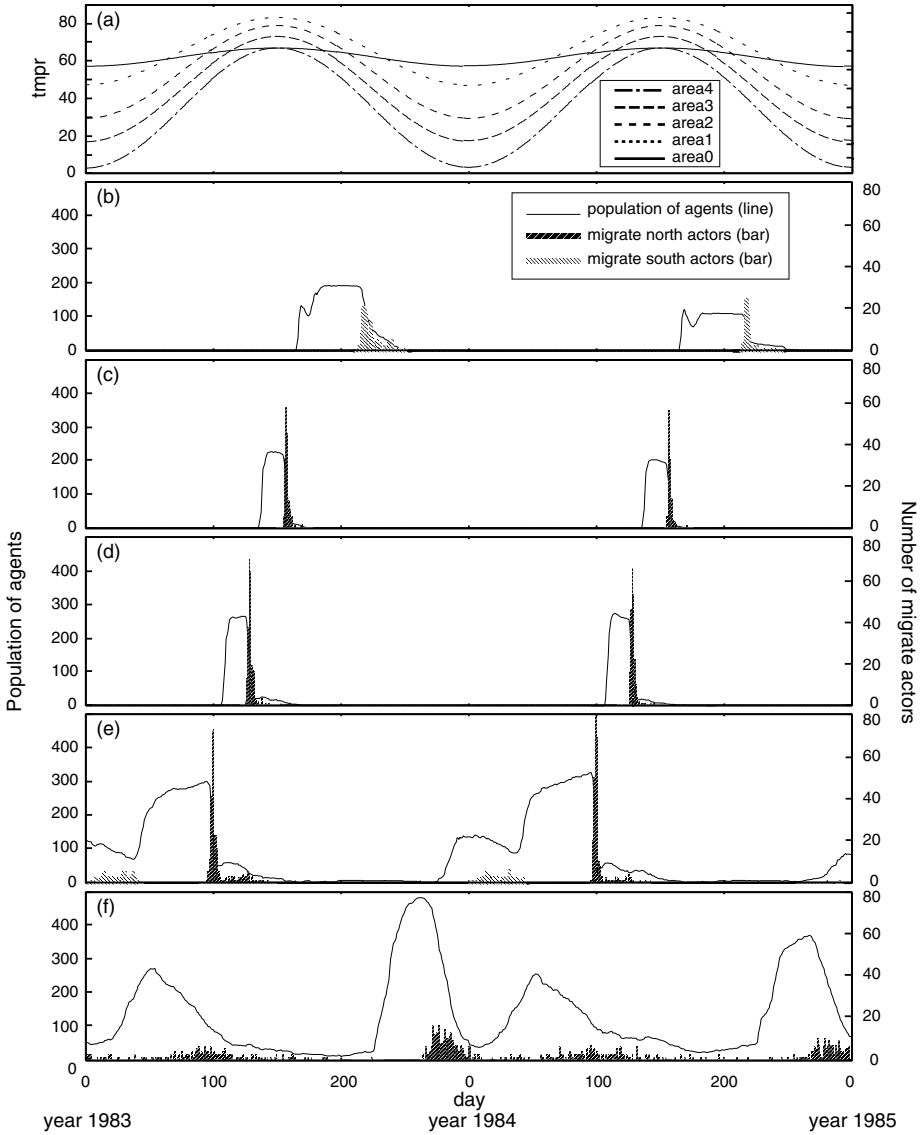 (a)
80
60
40
20
0
tmpr
area4
area3
area2
area1
area0
(b)
400
300
200
100
0
80
60
40
20
0
population of agents (line)
migrate north actors (bar)
migrate south actors (bar)
(c)
400
300
200
100
0
80
60
40
20
0
(d)
400
300
200
100
0
80
60
40
20
0
Population of agents
Number of migrate actors
(e)
400
300
200
100
0
80
60
40
20
0
(f)
400
300
200
100
0
80
60
40
20
0
0 100 200 0 100 200 0
day
year 1983 year 1984 year 1985